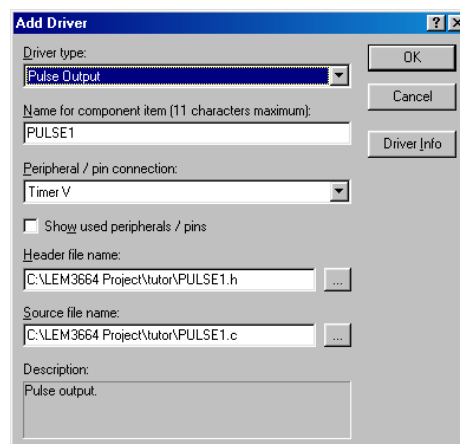 Add Driver
Driver type:
Pulse Output
OK
Name for component item (11 characters maximum):
PULSE1
Cancel
Driver Info
Peripheral / pin connection:
Timer V
Show used peripherals / pins
Header file name:
C:\LEM3664 Project\tutor\PULSE1.h
...
Source file name:
C:\LEM3664 Project\tutor\PULSE1.c
...
Description:
Pulse output.